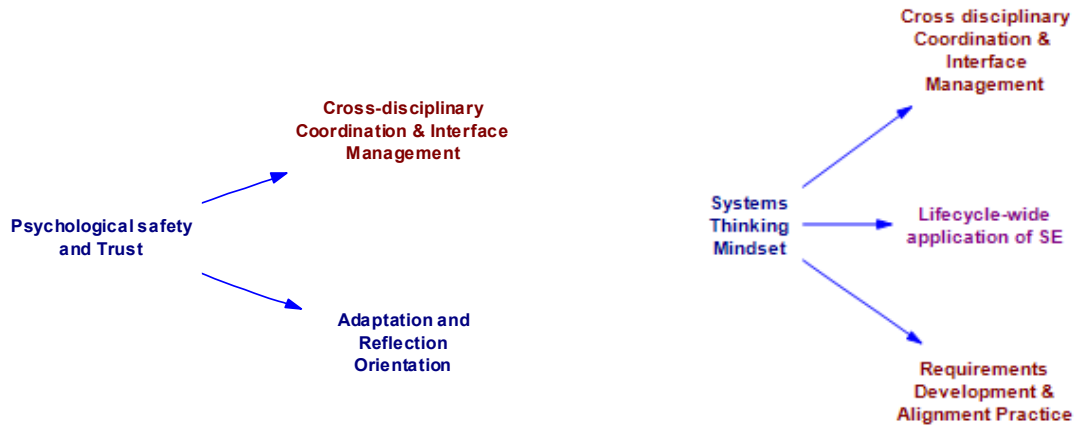 Psychological safety
and Trust
Cross-disciplinary
Coordination & Interface
Management
Adaptation and
Reflection
Orientation
Systems
Thinking
Mindset
Cross disciplinary
Coordination &
Interface
Management
Lifecycle-wide
application of SE
Requirements
Development &
Alignment Practice